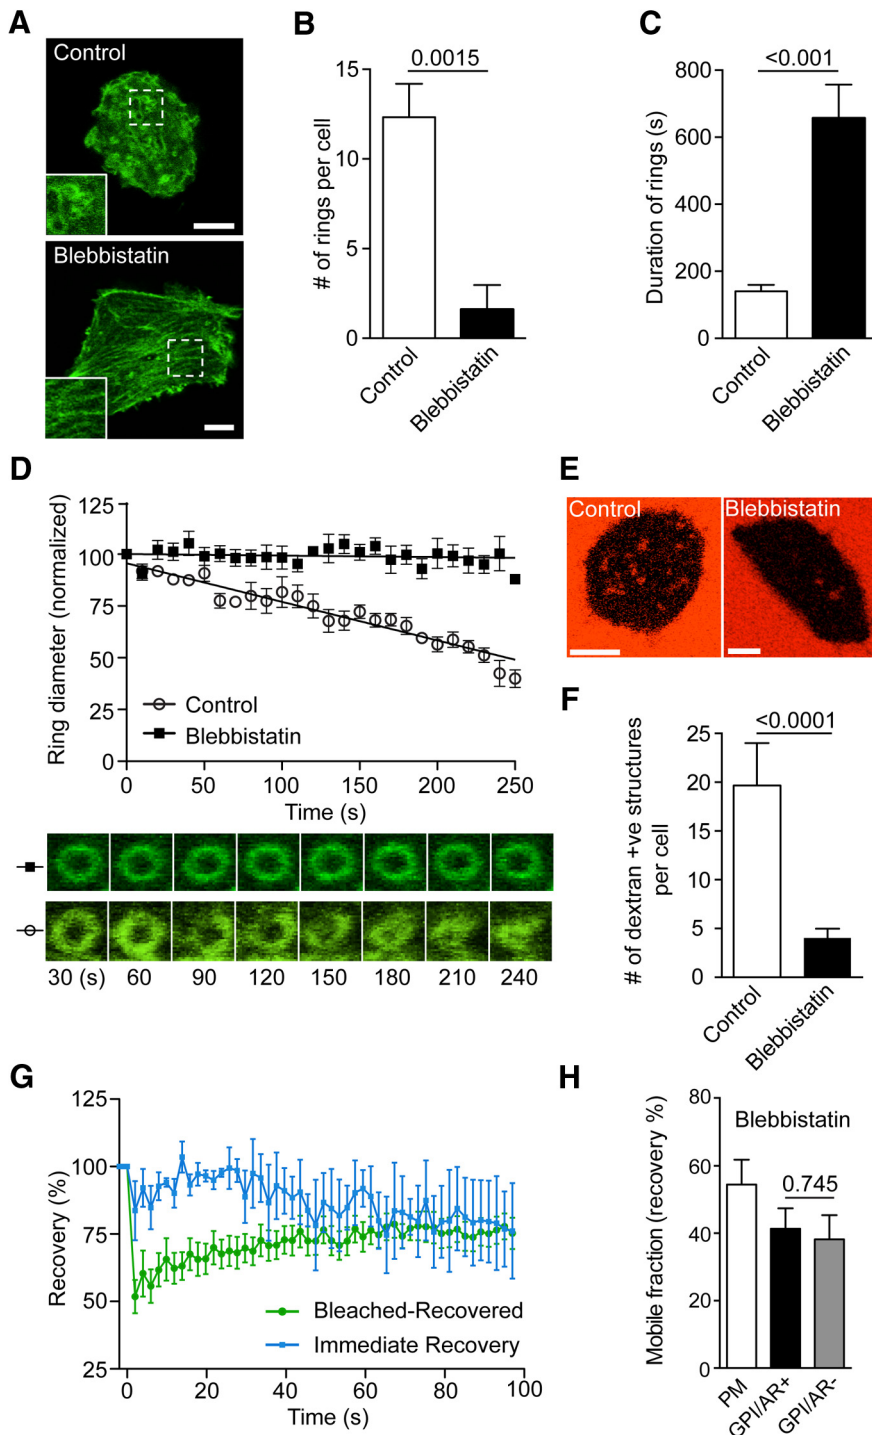 A
Control
Blebbistatin
B
0.0015
15
10
5
0
# of rings per cell
Control
Blebbistatin
C
<0.001
800
600
400
200
0
Duration of rings (s)
Control
Blebbistatin
D
125
100
75
50
25
0
Ring diameter (normalized)
Control
Blebbistatin
0 50 100 150 200 250
Time (s)
30 (s) 60 90 120 150 180 210 240
E
Control
Blebbistatin
F
<0.0001
25
20
15
10
5
0
# of dextran +ve structures
per cell
Control
Blebbistatin
G
125
100
75
50
25
Recovery (%)
Bleached-Recovered
Immediate Recovery
0 20 40 60 80 100
Time (s)
H
80
60
40
20
0
Mobile fraction (recovery %)
Blebbistatin
0.745
PM
GPI/AR+
GPI/AR-